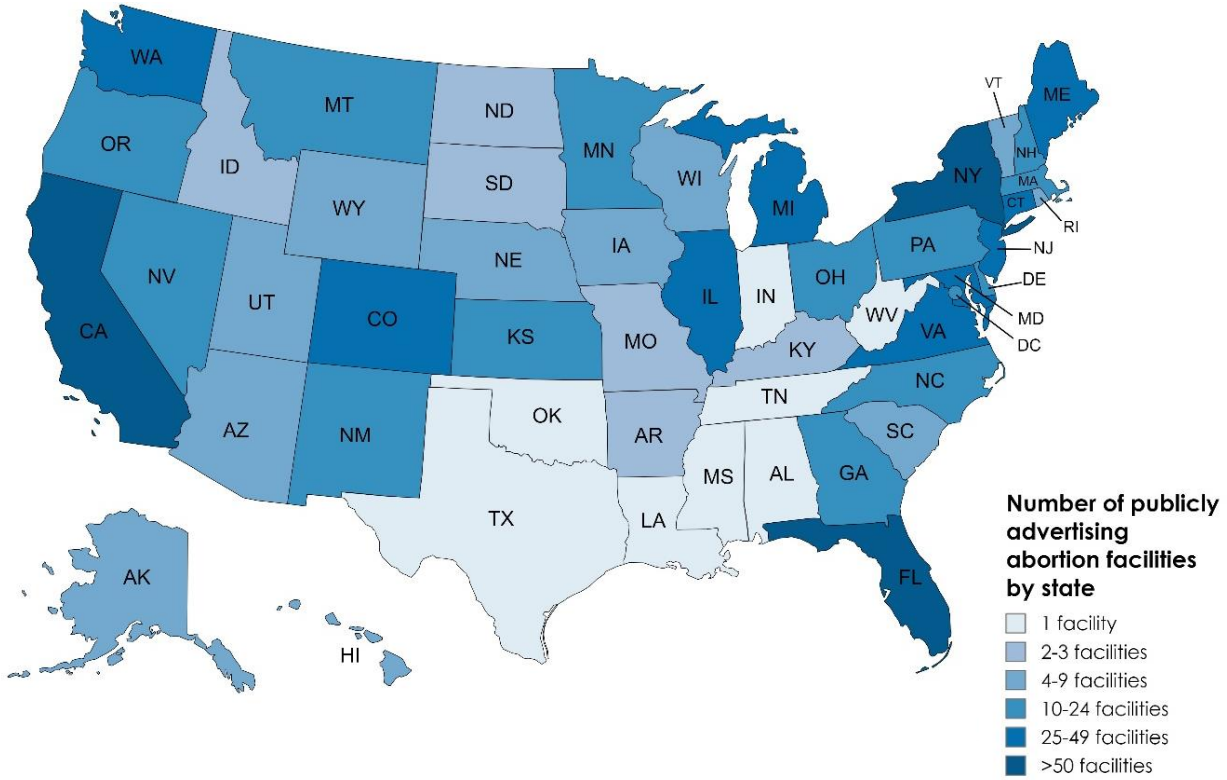 WA
MT
ND
MN
VT
ME
OR
ID
SD
WI
MI
NY
NH
MA
CT
RI
WY
IA
PA
NJ
NV
NE
IL
IN
OH
DE
UT
CO
MD
CA
KS
MO
WV
VA
DC
KY
NC
TN
AZ
NM
OK
AR
SC
MS
AL
GA
TX
LA
FL
AK
HI
Number of publicly
advertising
abortion facilities
by state
1 facility
2-3 facilities
4-9 facilities
10-24 facilities
25-49 facilities
>50 facilities